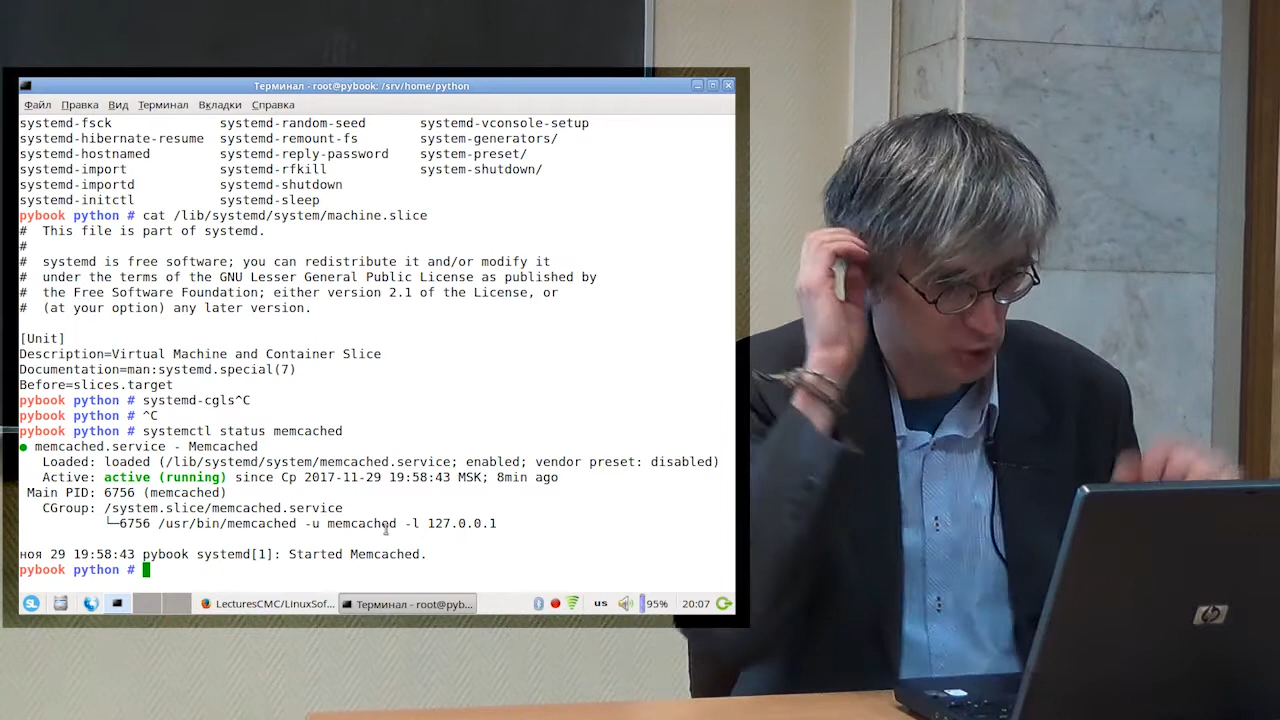 Терминал - root@pybook: /srv/home/python
Файл Правка Вид Терминал Вкладки Справка
systemd-fsck systemd-random-seed systemd-vconsole-setup
systemd-hibernate-resume systemd-remount-fs system-generators/
systemd-hostnamed systemd-reply-password system-preset/
systemd-import systemd-rfkill system-shutdown/
systemd-importd systemd-shutdown
systemd-initctl systemd-sleep
pybook python # cat /lib/systemd/system/machine.slice
# This file is part of systemd.
#
# systemd is free software; you can redistribute it and/or modify it
# under the terms of the GNU Lesser General Public License as published by
# the Free Software Foundation; either version 2.1 of the License, or
# (at your option) any later version.
[Unit]
Description=Virtual Machine and Container Slice
Documentation=man:systemd.special(7)
Before=slices.target
pybook python # systemd-cgls^C
pybook python # ^C
pybook python # systemctl status memcached
● memcached.service - Memcached
Loaded: loaded (/lib/systemd/system/memcached.service; enabled; vendor preset: disabled)
Active: active (running) since Ср 2017-11-29 19:58:43 MSK; 8min ago
Main PID: 6756 (memcached)
CGroup: /system.slice/memcached.service
└─6756 /usr/bin/memcached -u memcached -l 127.0.0.1
ноя 29 19:58:43 pybook systemd[1]: Started Memcached.
pybook python #
SL LecturesCMC/LinuxSof... Терминал - root@pyb... us 95% 20:07
hp